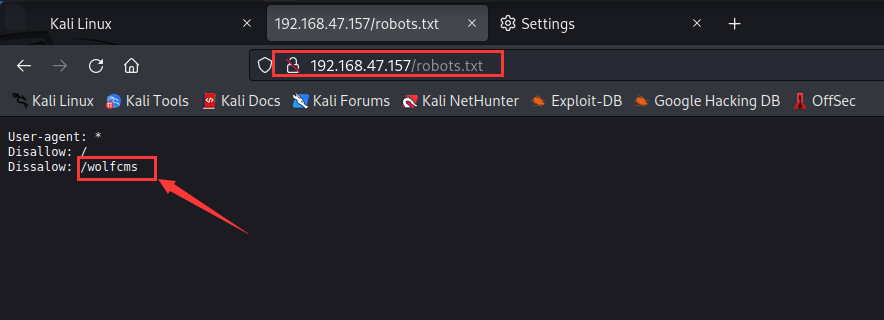 Kali Linux
192.168.47.157/robots.txt
Settings
192.168.47.157/robots.txt
Kali Linux Kali Tools Kali Docs Kali Forums Kali NetHunter Exploit-DB Google Hacking DB OffSec
User-agent: *
Disallow: /
Dissalow: /wolfcms